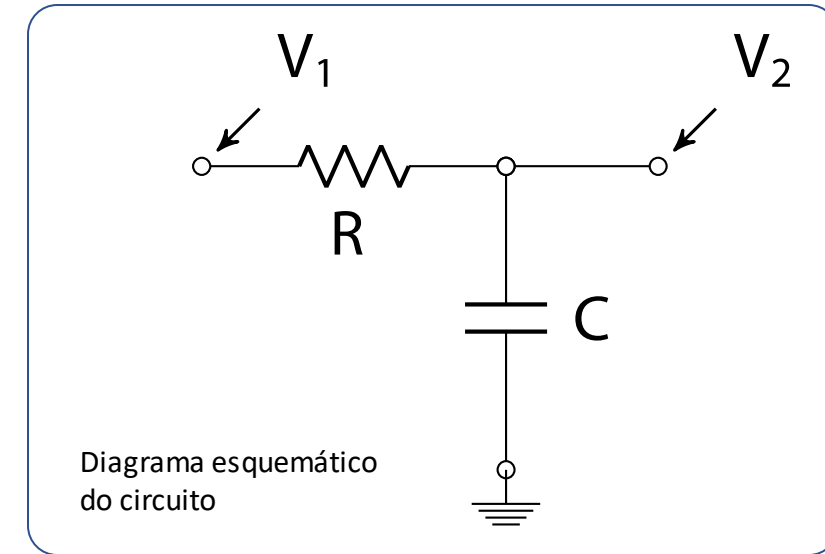 V₁
V₂
R
C
Diagrama esquemático
do circuito